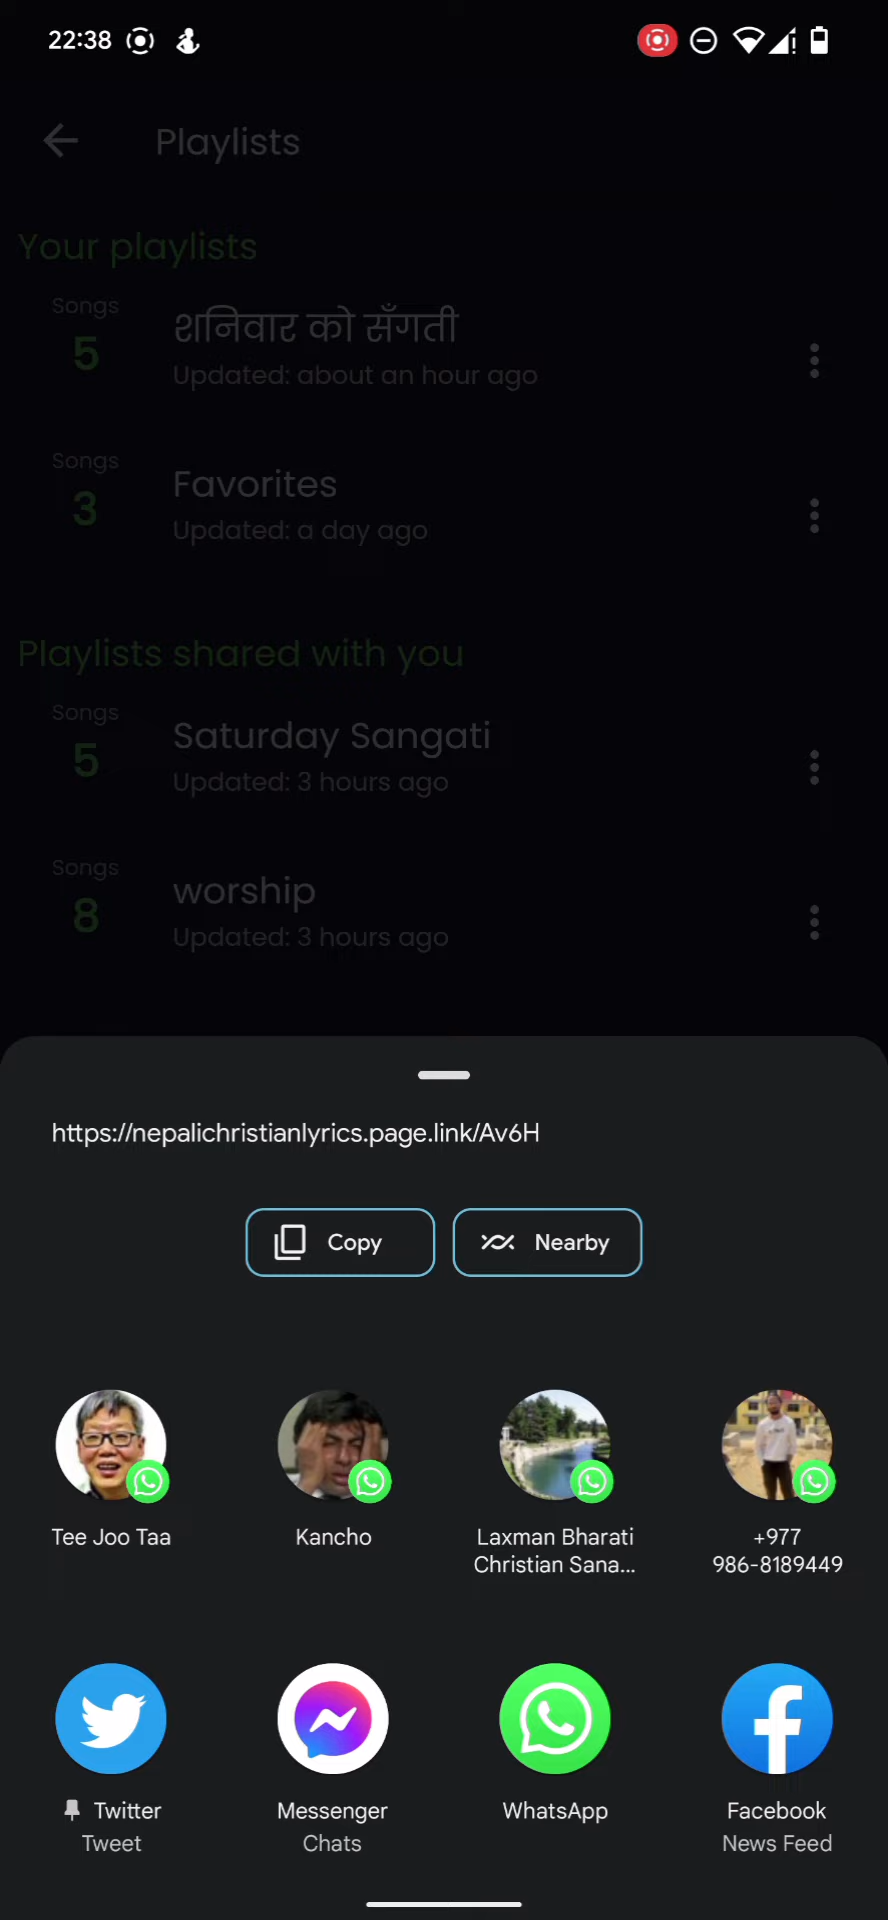 22:38
Playlists
Your playlists
Songs
5
शनिवार को सँगती
Updated: about an hour ago
Songs
3
Favorites
Updated: a day ago
Playlists shared with you
Songs
5
Saturday Sangati
Updated: 3 hours ago
Songs
8
worship
Updated: 3 hours ago
https://nepalichristianlyrics.page.link/Av6H
Copy
Nearby
Tee Joo Taa
Kancho
Laxman Bharati
Christian Sana...
+977
986-8189449
Twitter
Tweet
Messenger
Chats
WhatsApp
Facebook
News Feed